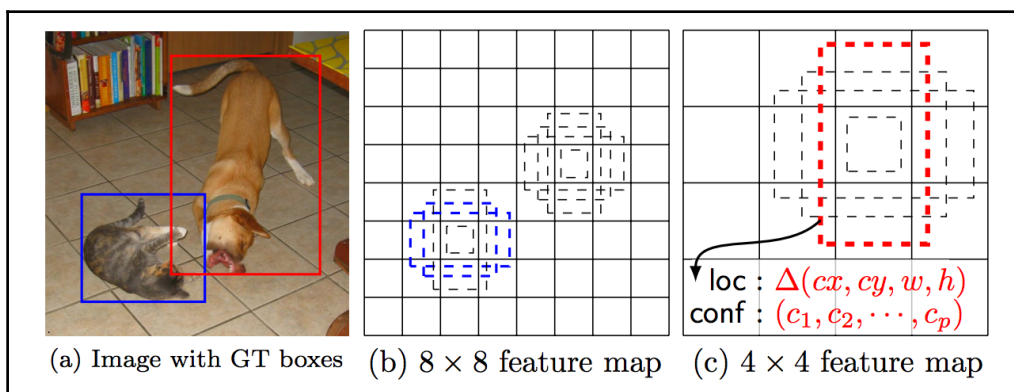 loc : Δ(cx, cy, w, h)
conf : (c₁, c₂, ⋯, cₚ)
(a) Image with GT boxes
(b) 8 × 8 feature map
(c) 4 × 4 feature map